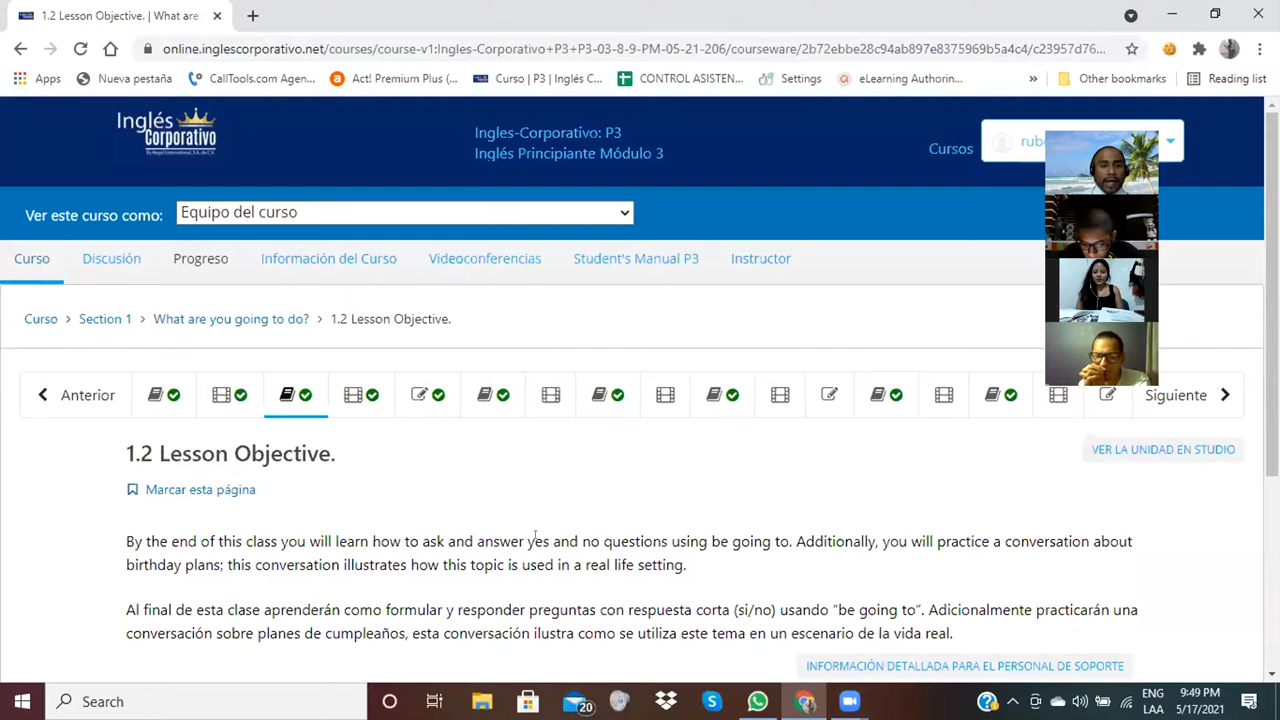 1.2 Lesson Objective. | What are
online.inglescorporativo.net/courses/course-v1:Ingles-Corporativo+P3+P3-03-8-9-PM-05-21-206/courseware/2b72ebbe28c94ab897e8375969b5a4c4/c23957d76...
Apps Nueva pestaña CallTools.com Agen... Act! Premium Plus (... Curso | P3 | Inglés C... CONTROL ASISTEN... Settings eLearning Authorin... » Other bookmarks Reading list
Inglés
Corporativo
Ingles-Corporativo: P3
Inglés Principiante Módulo 3
Cursos
rube
Ver este curso como: Equipo del curso
Curso Discusión Progreso Información del Curso Videoconferencias Student's Manual P3 Instructor
Curso > Section 1 > What are you going to do? > 1.2 Lesson Objective.
Anterior Siguiente
1.2 Lesson Objective.
VER LA UNIDAD EN STUDIO
Marcar esta página
By the end of this class you will learn how to ask and answer yes and no questions using be going to. Additionally, you will practice a conversation about
birthday plans; this conversation illustrates how this topic is used in a real life setting.
Al final de esta clase aprenderán como formular y responder preguntas con respuesta corta (si/no) usando “be going to”. Adicionalmente practicarán una
conversación sobre planes de cumpleaños, esta conversación ilustra como se utiliza este tema en un escenario de la vida real.
INFORMACIÓN DETALLADA PARA EL PERSONAL DE SOPORTE
Search
20
ENG
LAA
9:49 PM
5/17/2021